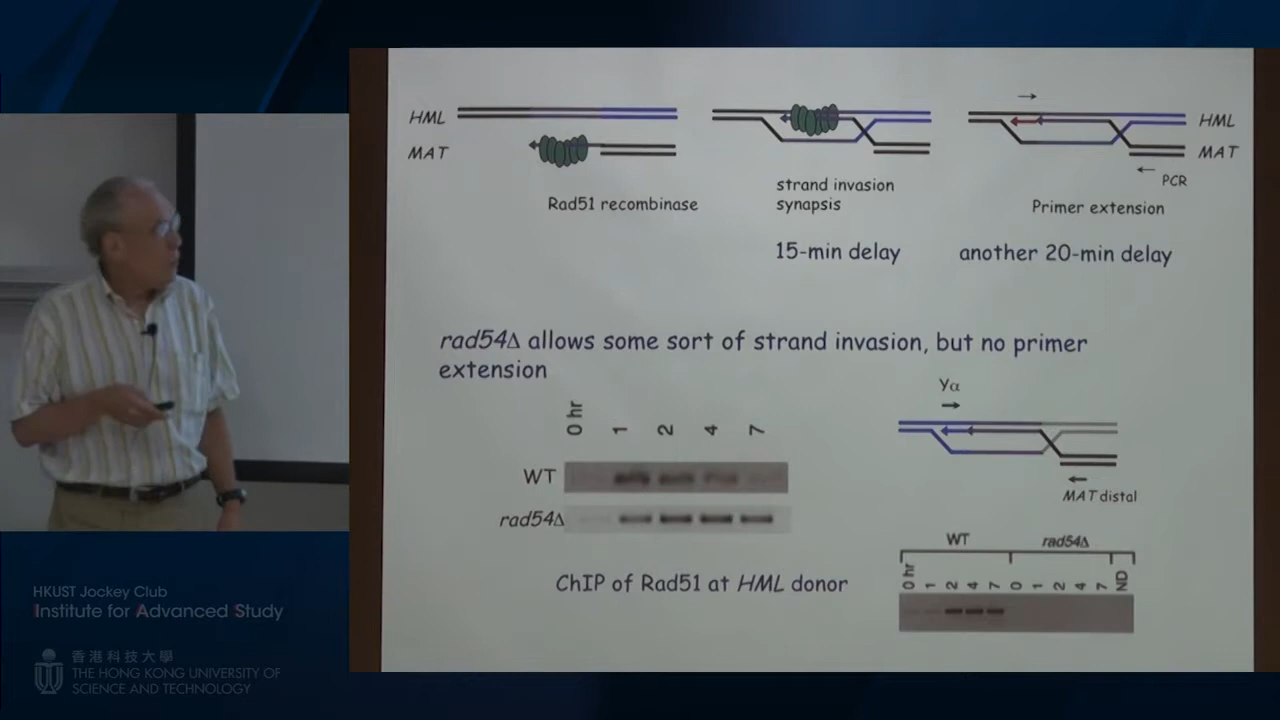 HML
MAT
Rad51 recombinase
strand invasion
synapsis
15-min delay
HML
MAT
PCR
Primer extension
another 20-min delay
rad54Δ allows some sort of strand invasion, but no primer
extension
0 hr 1 2 4 7
WT
rad54Δ
ChIP of Rad51 at HML donor
Yα
MAT distal
WT rad54Δ
0 hr 1 2 4 7 0 1 2 4 7 ND
HKUST Jockey Club
Institute for Advanced Study
香港科技大學
THE HONG KONG UNIVERSITY OF
SCIENCE AND TECHNOLOGY